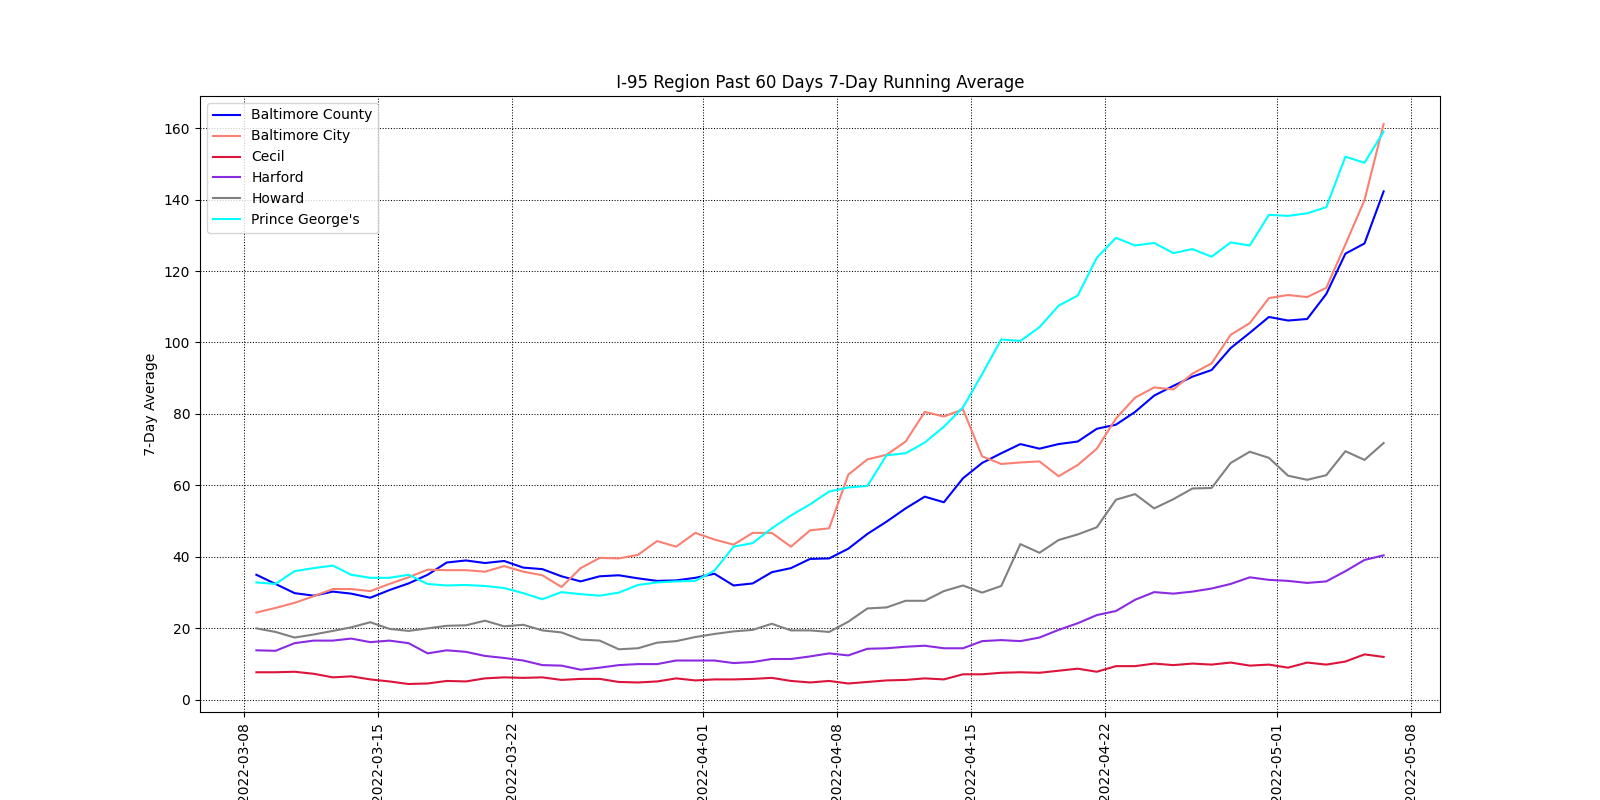 I-95 Region Past 60 Days 7-Day Running Average
Baltimore County
Baltimore City
Cecil
Harford
Howard
Prince George's
7-Day Average
160
140
120
100
80
60
40
20
0
2022-03-08
2022-03-15
2022-03-22
2022-04-01
2022-04-08
2022-04-15
2022-04-22
2022-05-01
2022-05-08